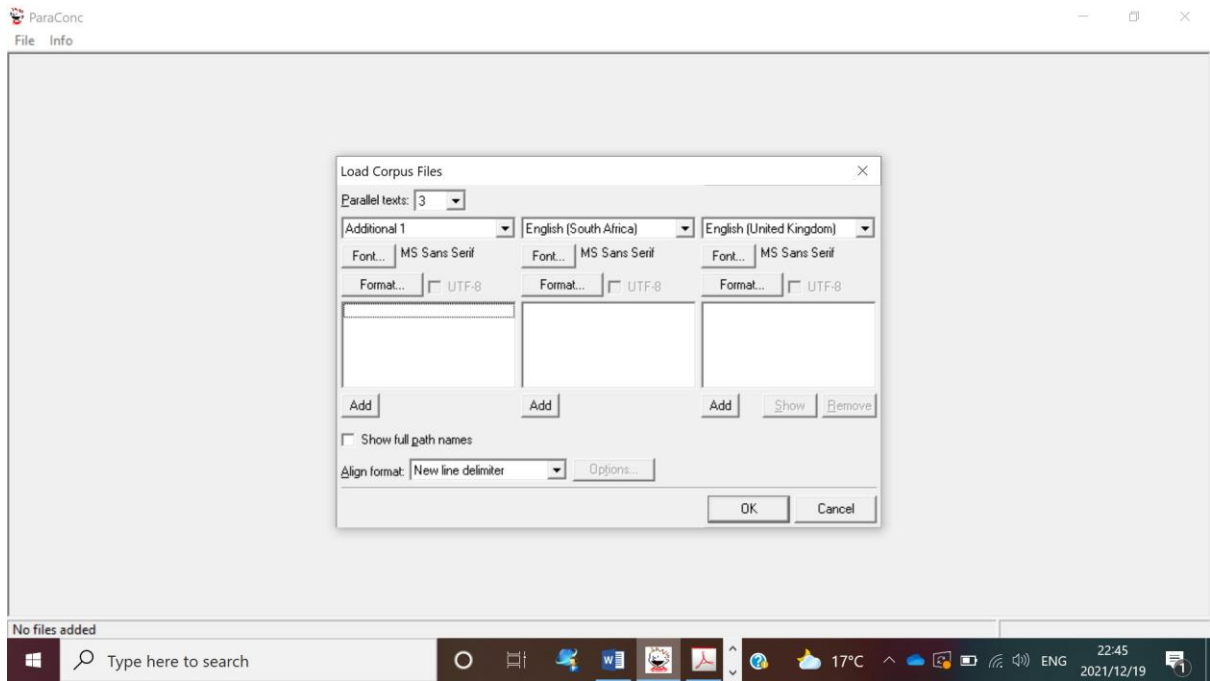 ParaConc
File Info
Load Corpus Files
Parallel texts: 3
Additional 1 English (South Africa) English (United Kingdom)
Font... MS Sans Serif Font... MS Sans Serif Font... MS Sans Serif
Format... UTF-8 Format... UTF-8 Format... UTF-8
Add Add Add Show Remove
Show full path names
Align format: New line delimiter Options...
OK Cancel
No files added
Type here to search 17°C ENG 22:45
2021/12/19 1